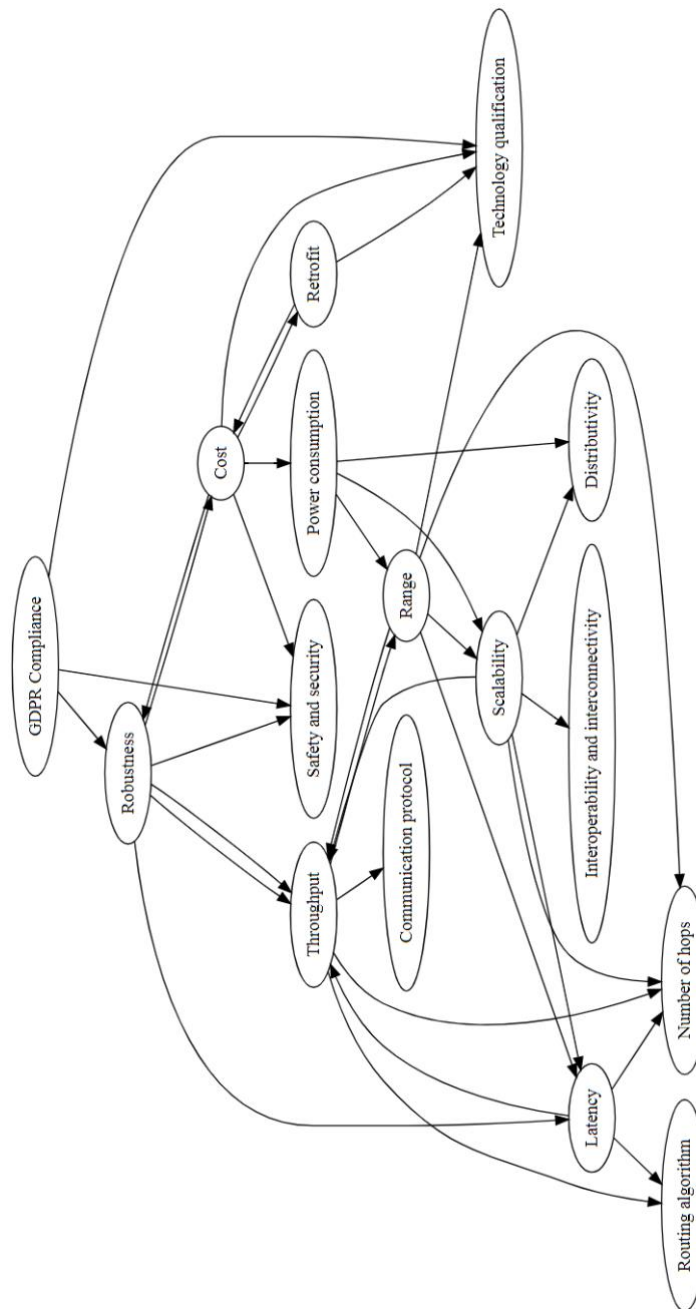 GDPR Compliance
Robustness
Cost
Throughput
Safety and security
Power consumption
Retrofit
Communication protocol
Range
Technology qualification
Scalability
Latency
Interoperability and interconnectivity
Distributivity
Routing algorithm
Number of hops